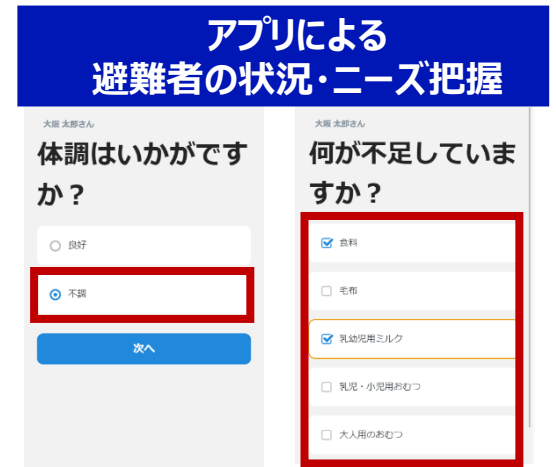 アプリによる
避難者の状況・ニーズ把握
大阪 太郎さん
体調はいかがです
か？
良好
不調
次へ
大阪 太郎さん
何が不足していま
すか？
食料
毛布
乳幼児用ミルク
乳児・小児用おむつ
大人用のおむつ